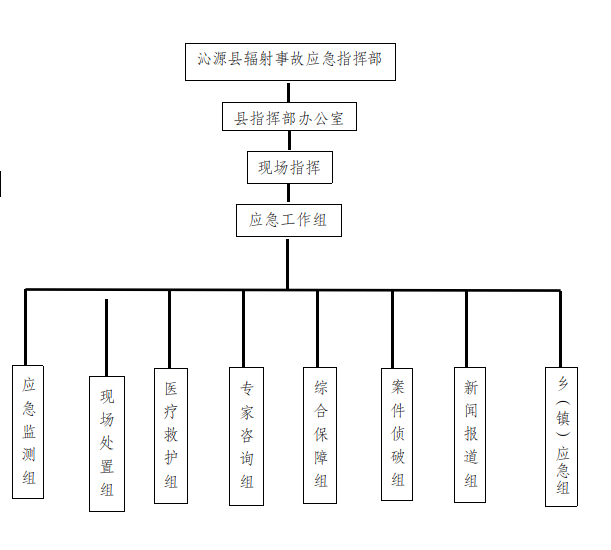 沁源县辐射事故应急指挥部
县指挥部办公室
现场指挥
应急工作组
应急监测组
现场处置组
医疗救护组
专家咨询组
综合保障组
案件侦破组
新闻报道组
乡（镇）应急组